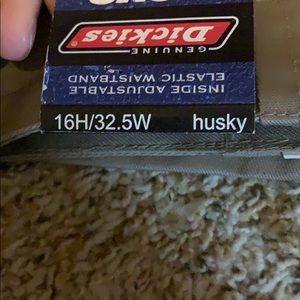 GENUINE
Dickies
INSIDE ADJUSTABLE
ELASTIC WAISTBAND
16H/32.5W husky